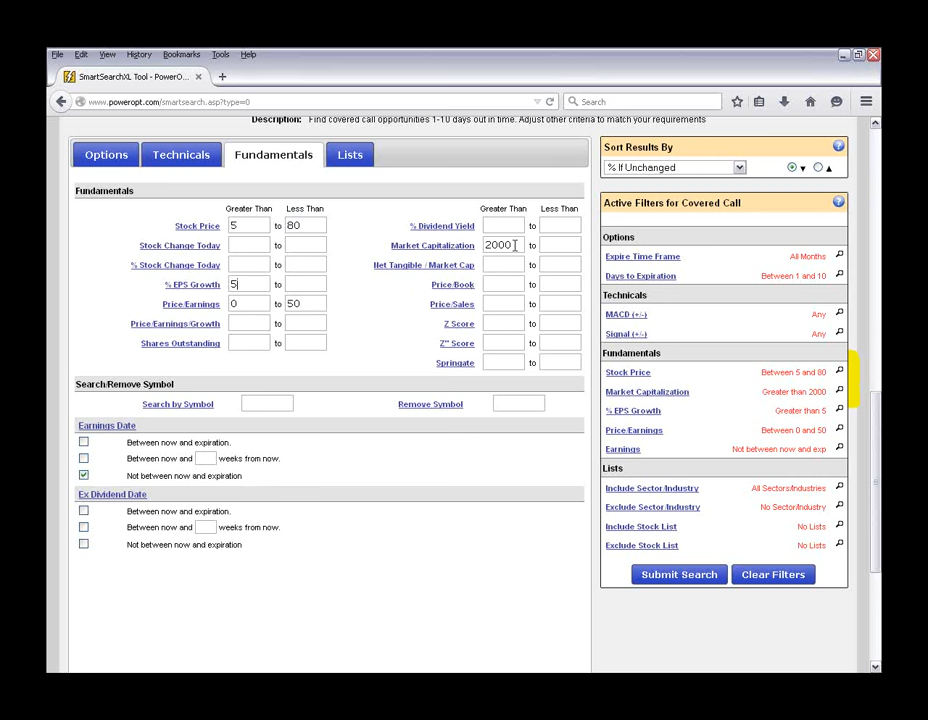 File Edit View History Bookmarks Tools Help
SmartSearchXL Tool - PowerO... × +
www.poweropt.com/smartsearch.asp?type=0 Search
Description: Find covered call opportunities 1-10 days out in time. Adjust other criteria to match your requirements
Options Technicals Fundamentals Lists
Fundamentals
Greater Than Less Than Greater Than Less Than
Stock Price 5 to 80 % Dividend Yield to
Stock Change Today to Market Capitalization 2000 to
% Stock Change Today to Net Tangible / Market Cap to
% EPS Growth 5 to Price/Book to
Price/Earnings 0 to 50 Price/Sales to
Price/Earnings/Growth to Z Score to
Shares Outstanding to Z" Score to
Springate to
Search/Remove Symbol
Search by Symbol Remove Symbol
Earnings Date
Between now and expiration.
Between now and weeks from now.
Not between now and expiration
Ex Dividend Date
Between now and expiration.
Between now and weeks from now.
Not between now and expiration
Sort Results By ?
% If Unchanged ▼ ▲
Active Filters for Covered Call ?
Options
Expire Time Frame All Months
Days to Expiration Between 1 and 10
Technicals
MACD (+/-) Any
Signal (+/-) Any
Fundamentals
Stock Price Between 5 and 80
Market Capitalization Greater than 2000
% EPS Growth Greater than 5
Price/Earnings Between 0 and 50
Earnings Not between now and exp
Lists
Include Sector/Industry All Sectors/Industries
Exclude Sector/Industry No Sector/Industry
Include Stock List No Lists
Exclude Stock List No Lists
Submit Search Clear Filters